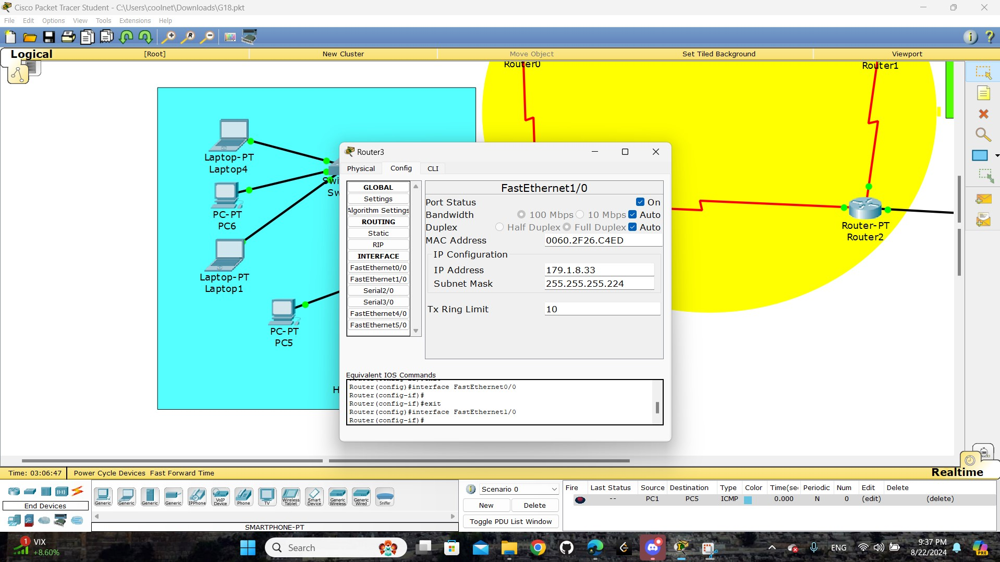 Cisco Packet Tracer Student - C:\Users\coolnet\Downloads\G18.pkt
File Edit Options View Tools Extensions Help
Logical [Root] New Cluster Move Object Set Tiled Background Viewport
Router0
Router1
Laptop-PT
Laptop4
PC-PT
PC6
Laptop-PT
Laptop1
PC-PT
PC5
Swi
Sw
H
Router-PT
Router2
Router3
Physical Config CLI
GLOBAL
Settings
Algorithm Settings
ROUTING
Static
RIP
INTERFACE
FastEthernet0/0
FastEthernet1/0
Serial2/0
Serial3/0
FastEthernet4/0
FastEthernet5/0
FastEthernet1/0
Port Status On
Bandwidth 100 Mbps 10 Mbps Auto
Duplex Half Duplex Full Duplex Auto
MAC Address 0060.2F26.C4ED
IP Configuration
IP Address 179.1.8.33
Subnet Mask 255.255.255.224
Tx Ring Limit 10
Equivalent IOS Commands
Router(config)#interface FastEthernet0/0
Router(config-if)#
Router(config-if)#exit
Router(config)#interface FastEthernet1/0
Router(config-if)#
Time: 03:06:47 Power Cycle Devices Fast Forward Time
Realtime
End Devices
Generic Generic Generic Generic IPPhone VoIP Device Phone TV Wireless Tablet Smart Device Generic Wireless Generic Wired Sniffer
SMARTPHONE-PT
Scenario 0
New Delete
Toggle PDU List Window
Fire Last Status Source Destination Type Color Time(sec Periodic Num Edit Delete
-- PC1 PC5 ICMP 0.000 N 0 (edit) (delete)
1
VIX
+8.60%
Search
ENG
9:37 PM
8/22/2024
PRE